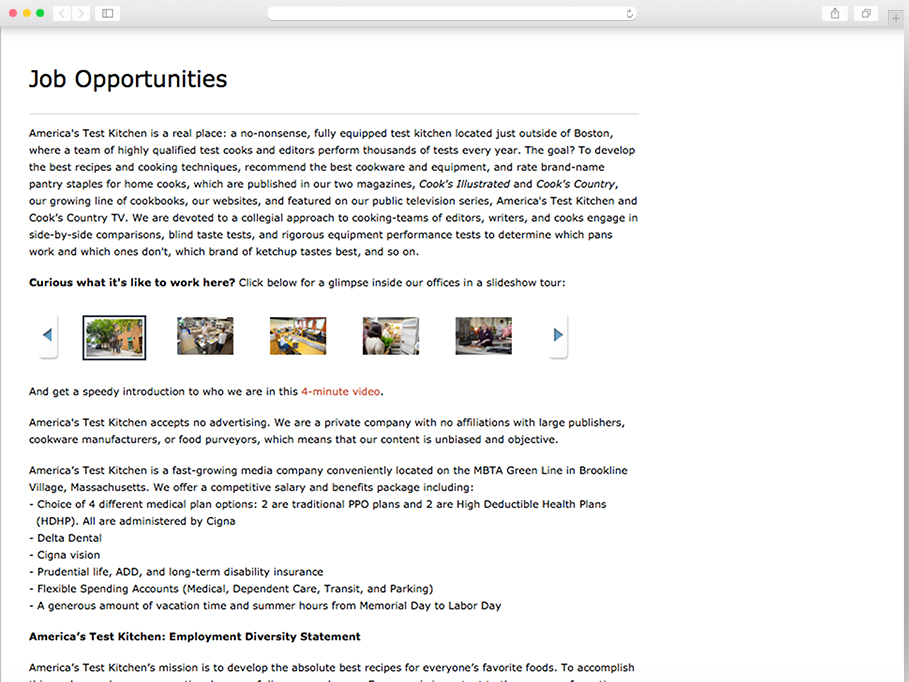 Job Opportunities
America's Test Kitchen is a real place: a no-nonsense, fully equipped test kitchen located just outside of Boston,
where a team of highly qualified test cooks and editors perform thousands of tests every year. The goal? To develop
the best recipes and cooking techniques, recommend the best cookware and equipment, and rate brand-name
pantry staples for home cooks, which are published in our two magazines, Cook's Illustrated and Cook's Country,
our growing line of cookbooks, our websites, and featured on our public television series, America's Test Kitchen and
Cook's Country TV. We are devoted to a collegial approach to cooking-teams of editors, writers, and cooks engage in
side-by-side comparisons, blind taste tests, and rigorous equipment performance tests to determine which pans
work and which ones don't, which brand of ketchup tastes best, and so on.
Curious what it's like to work here? Click below for a glimpse inside our offices in a slideshow tour:
And get a speedy introduction to who we are in this 4-minute video.
America's Test Kitchen accepts no advertising. We are a private company with no affiliations with large publishers,
cookware manufacturers, or food purveyors, which means that our content is unbiased and objective.
America’s Test Kitchen is a fast-growing media company conveniently located on the MBTA Green Line in Brookline
Village, Massachusetts. We offer a competitive salary and benefits package including:
- Choice of 4 different medical plan options: 2 are traditional PPO plans and 2 are High Deductible Health Plans
(HDHP). All are administered by Cigna
- Delta Dental
- Cigna vision
- Prudential life, ADD, and long-term disability insurance
- Flexible Spending Accounts (Medical, Dependent Care, Transit, and Parking)
- A generous amount of vacation time and summer hours from Memorial Day to Labor Day
America’s Test Kitchen: Employment Diversity Statement
America’s Test Kitchen’s mission is to develop the absolute best recipes for everyone’s favorite foods. To accomplish